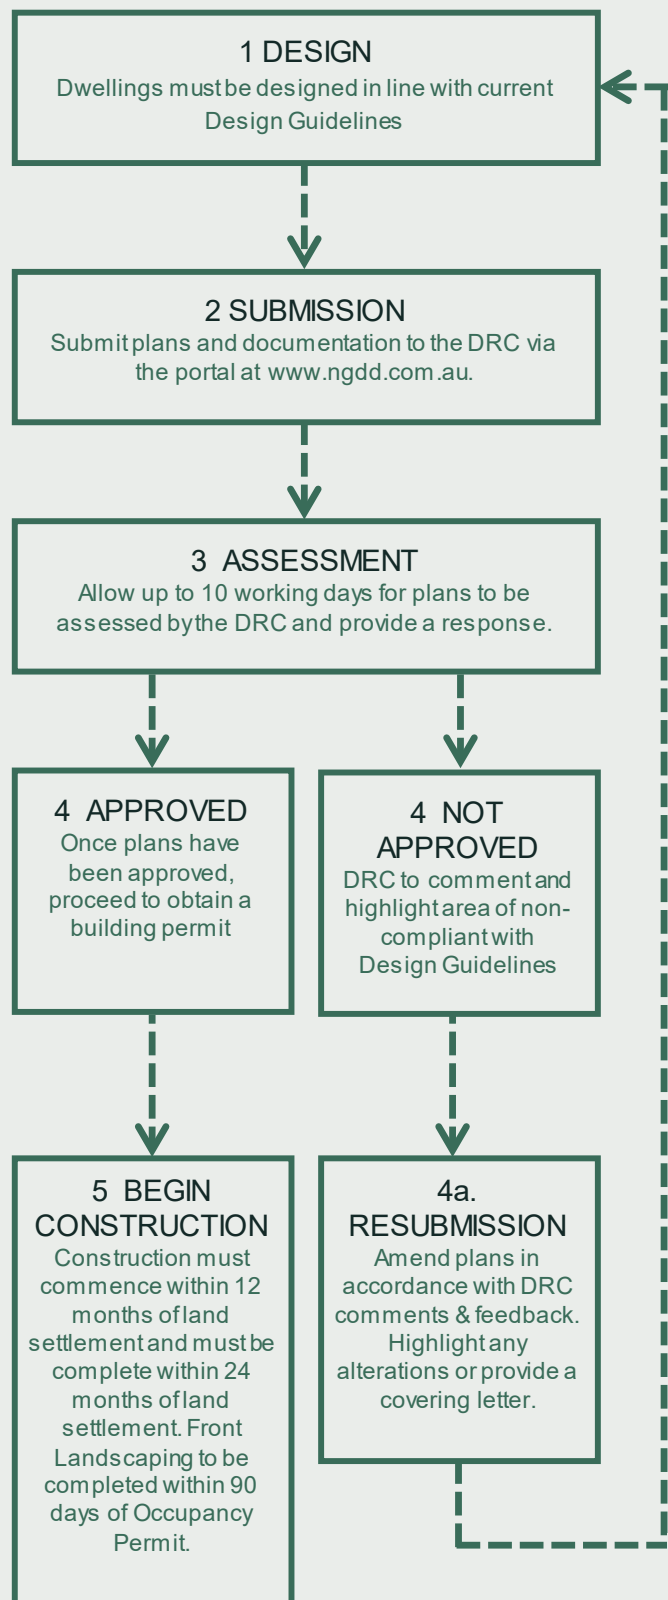 1 DESIGN
Dwellings must be designed in line with current
Design Guidelines
2 SUBMISSION
Submit plans and documentation to the DRC via
the portal at www.ngdd.com.au.
3 ASSESSMENT
Allow up to 10 working days for plans to be
assessed by the DRC and provide a response.
4 APPROVED
Once plans have
been approved,
proceed to obtain a
building permit
4 NOT
APPROVED
DRC to comment and
highlight area of non-
compliant with
Design Guidelines
5 BEGIN
CONSTRUCTION
Construction must
commence within 12
months of land
settlement and must be
complete within 24
months of land
settlement. Front
Landscaping to be
completed within 90
days of Occupancy
Permit.
4a.
RESUBMISSION
Amend plans in
accordance with DRC
comments & feedback.
Highlight any
alterations or provide a
covering letter.